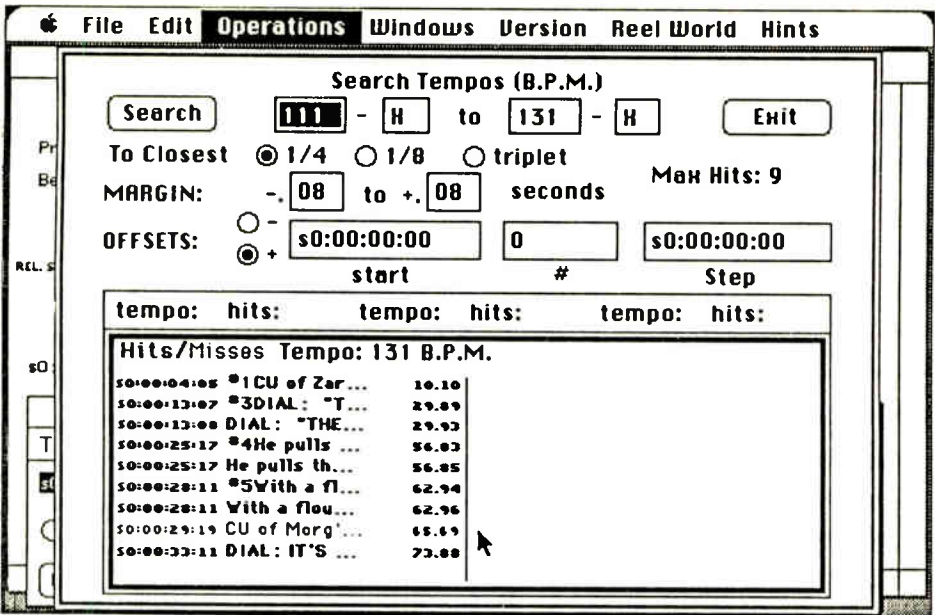 File Edit Operations Windows Version Reel World Hints
Search Tempos (B.P.M.)
Search 111 - X to 131 - X Exit
To Closest 1/4 1/8 triplet
Max Hits: 9
MARGIN: -. 08 to +. 08 seconds
OFFSETS: - + s0:00:00:00 0 s0:00:00:00
start # Step
tempo: hits: tempo: hits: tempo: hits:
Hits/Misses Tempo: 131 B.P.M.
s0:00:04:05 *1CU of Zar... 10.10
s0:00:13:07 *3DIAL: "T... 29.89
s0:00:13:08 DIAL: "THE... 29.93
s0:00:25:17 *4He pulls ... 56.83
s0:00:25:17 He pulls th... 56.85
s0:00:28:11 *5With a fl... 62.94
s0:00:28:11 With a flou... 62.96
s0:00:29:19 CU of Morg'... 65.69
s0:00:33:11 DIAL: IT'S ... 73.88
Pr
Be
REL. S
s0:
T
s0